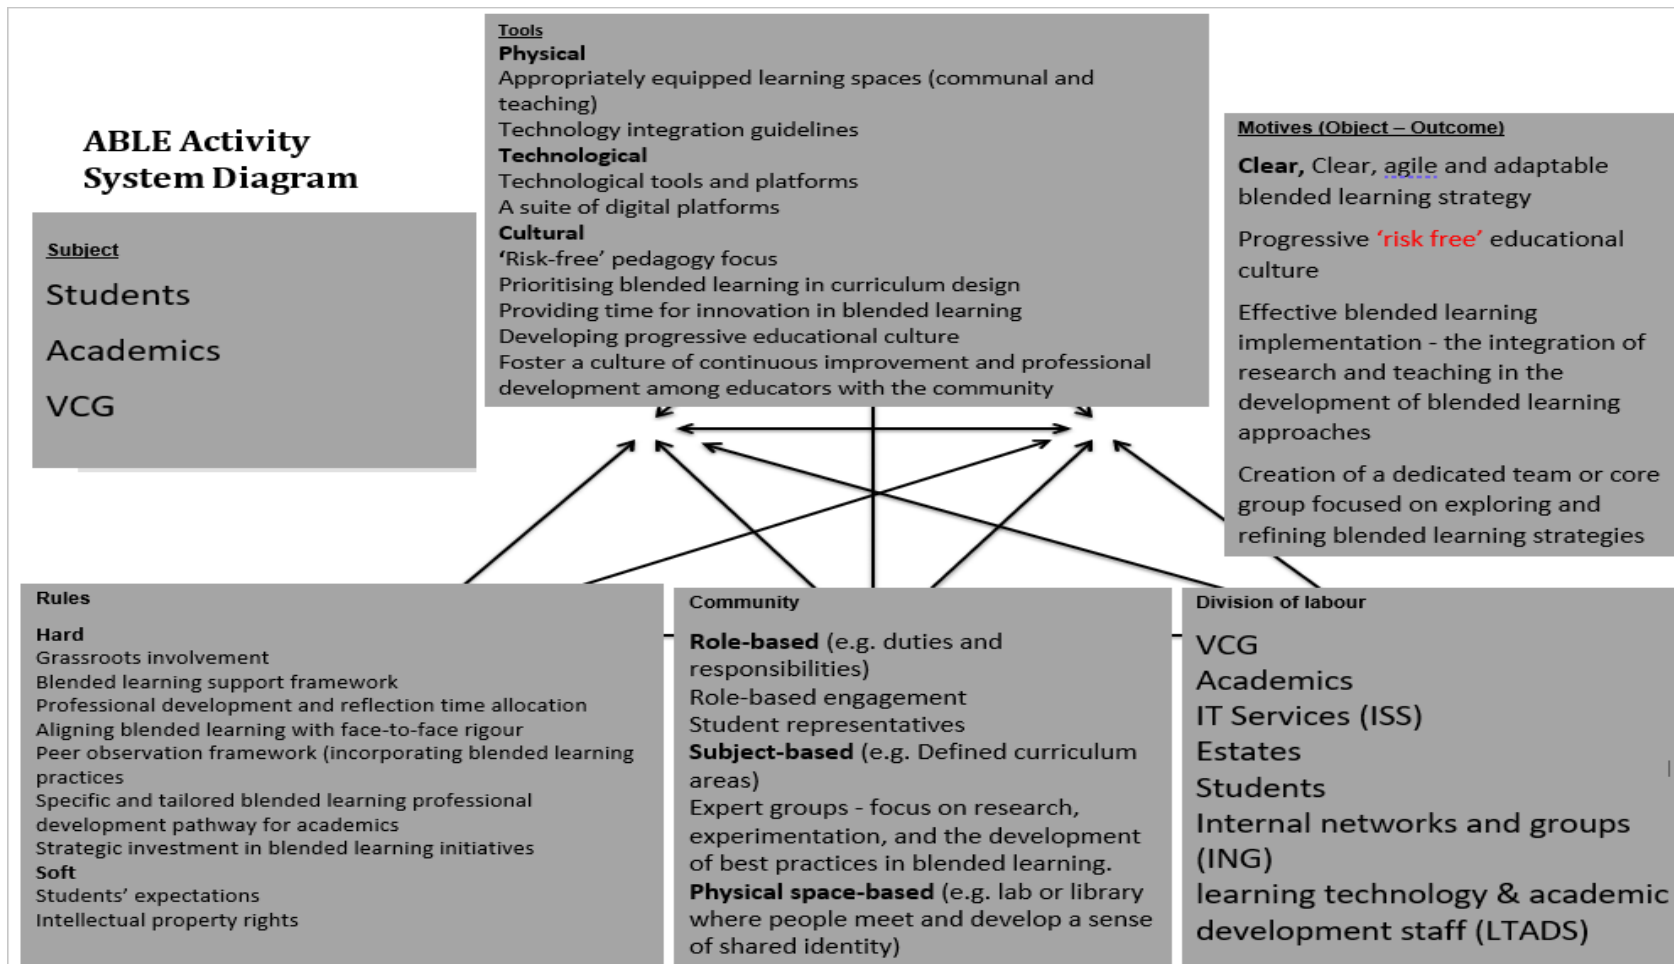 ABLE Activity
System Diagram
Subject
Students
Academics
VCG
Tools
Physical
Appropriately equipped learning spaces (communal and
teaching)
Technology integration guidelines
Technological
Technological tools and platforms
A suite of digital platforms
Cultural
‘Risk-free’ pedagogy focus
Prioritising blended learning in curriculum design
Providing time for innovation in blended learning
Developing progressive educational culture
Foster a culture of continuous improvement and professional
development among educators with the community
Motives (Object – Outcome)
Clear, Clear, agile and adaptable
blended learning strategy
Progressive ‘risk free’ educational
culture
Effective blended learning
implementation - the integration of
research and teaching in the
development of blended learning
approaches
Creation of a dedicated team or core
group focused on exploring and
refining blended learning strategies
Rules
Hard
Grassroots involvement
Blended learning support framework
Professional development and reflection time allocation
Aligning blended learning with face-to-face rigour
Peer observation framework (incorporating blended learning
practices
Specific and tailored blended learning professional
development pathway for academics
Strategic investment in blended learning initiatives
Soft
Students’ expectations
Intellectual property rights
Community
Role-based (e.g. duties and
responsibilities)
Role-based engagement
Student representatives
Subject-based (e.g. Defined curriculum
areas)
Expert groups - focus on research,
experimentation, and the development
of best practices in blended learning.
Physical space-based (e.g. lab or library
where people meet and develop a sense
of shared identity)
Division of labour
VCG
Academics
IT Services (ISS)
Estates
Students
Internal networks and groups
(ING)
learning technology & academic
development staff (LTADS)